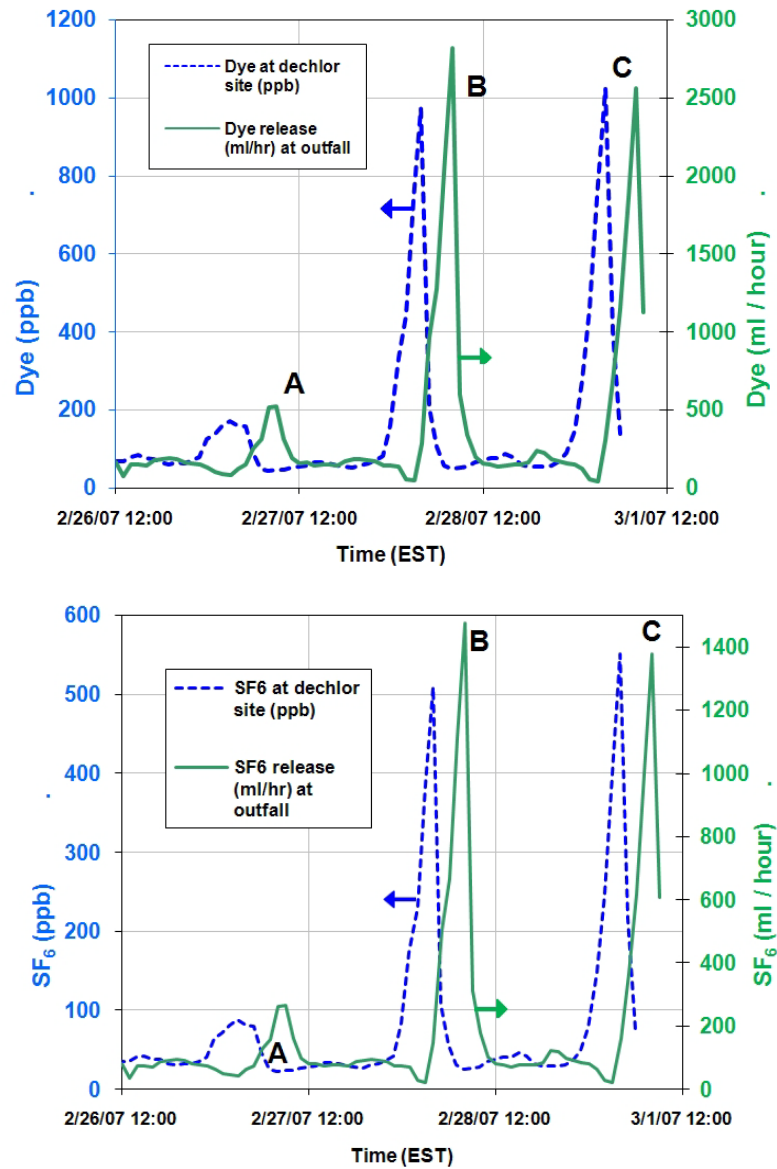 1200
1000
800
600
400
200
0
Dye (ppb)
Dye at dechlor
site (ppb)
Dye release
(ml/hr) at outfall
A
B
C
3000
2500
2000
1500
1000
500
0
Dye (ml / hour)
2/26/07 12:00
2/27/07 12:00
2/28/07 12:00
3/1/07 12:00
Time (EST)
600
500
400
300
200
100
0
SF₆ (ppb)
SF6 at dechlor
site (ppb)
SF6 release
(ml/hr) at
outfall
A
B
C
1400
1200
1000
800
600
400
200
0
SF₆ (ml / hour)
2/26/07 12:00
2/27/07 12:00
2/28/07 12:00
3/1/07 12:00
Time (EST)